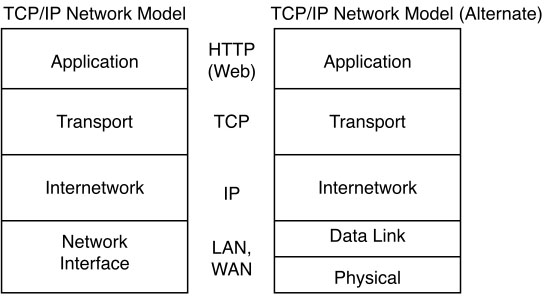 TCP/IP Network Model
TCP/IP Network Model (Alternate)
Application
HTTP
(Web)
Application
Transport
TCP
Transport
Internetwork
IP
Internetwork
Network
Interface
LAN,
WAN
Data Link
Physical